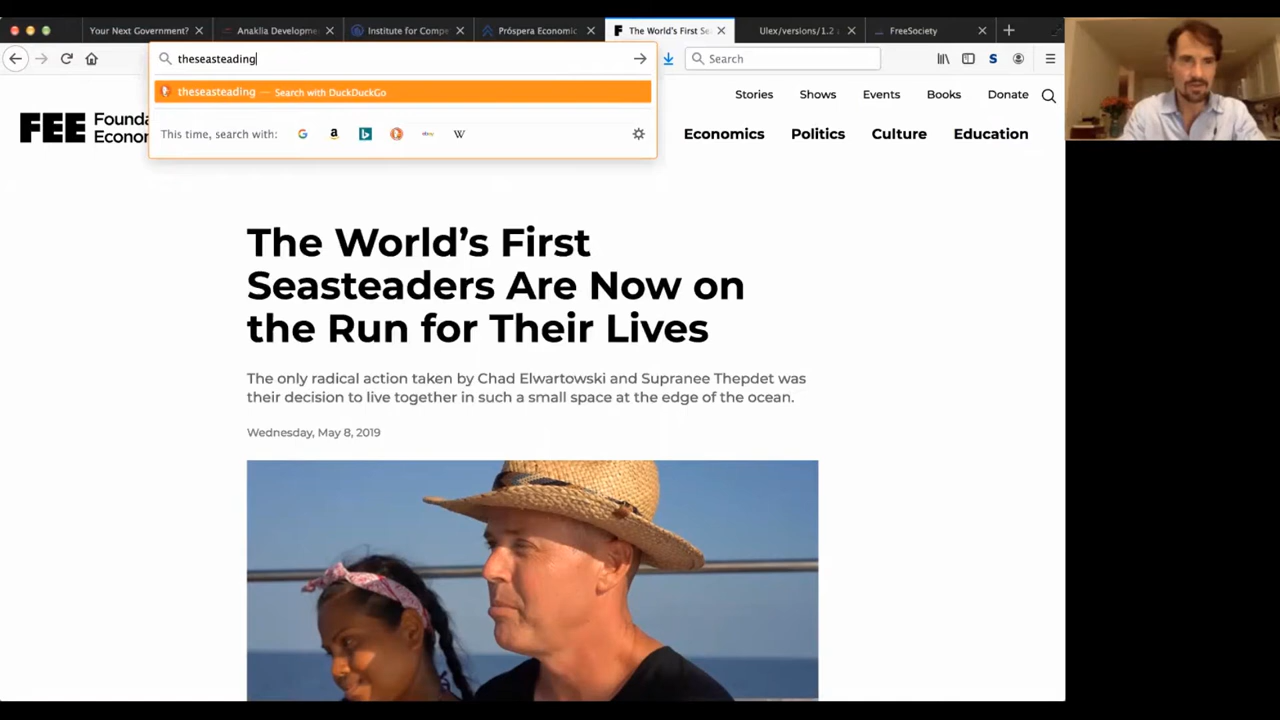 Your Next Government?
Anaklia Developme
Institute for Compe
Próspera Economic
The World's First Se
Ulex/versions/1.2
FreeSociety
theseasteading
Search
theseasteading — Search with DuckDuckGo
This time, search with:
FEE
Founda
Econom
Stories
Shows
Events
Books
Donate
Economics
Politics
Culture
Education
The World's First
Seasteaders Are Now on
the Run for Their Lives
The only radical action taken by Chad Elwartowski and Supranee Thepdet was
their decision to live together in such a small space at the edge of the ocean.
Wednesday, May 8, 2019